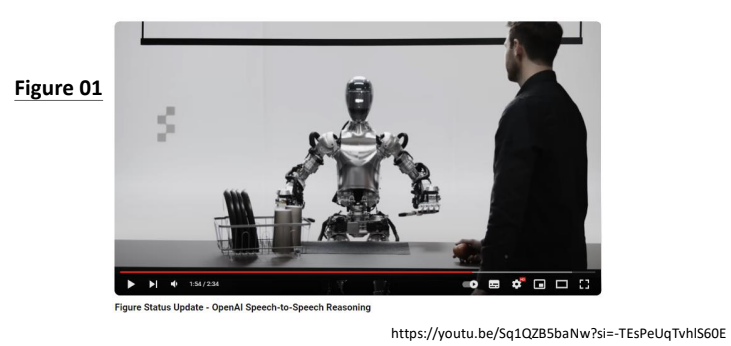 Figure 01
1:54 / 2:34
Figure Status Update - OpenAI Speech-to-Speech Reasoning
https://youtu.be/Sq1QZB5baNw?si=-TEsPeUqTvhlS60E